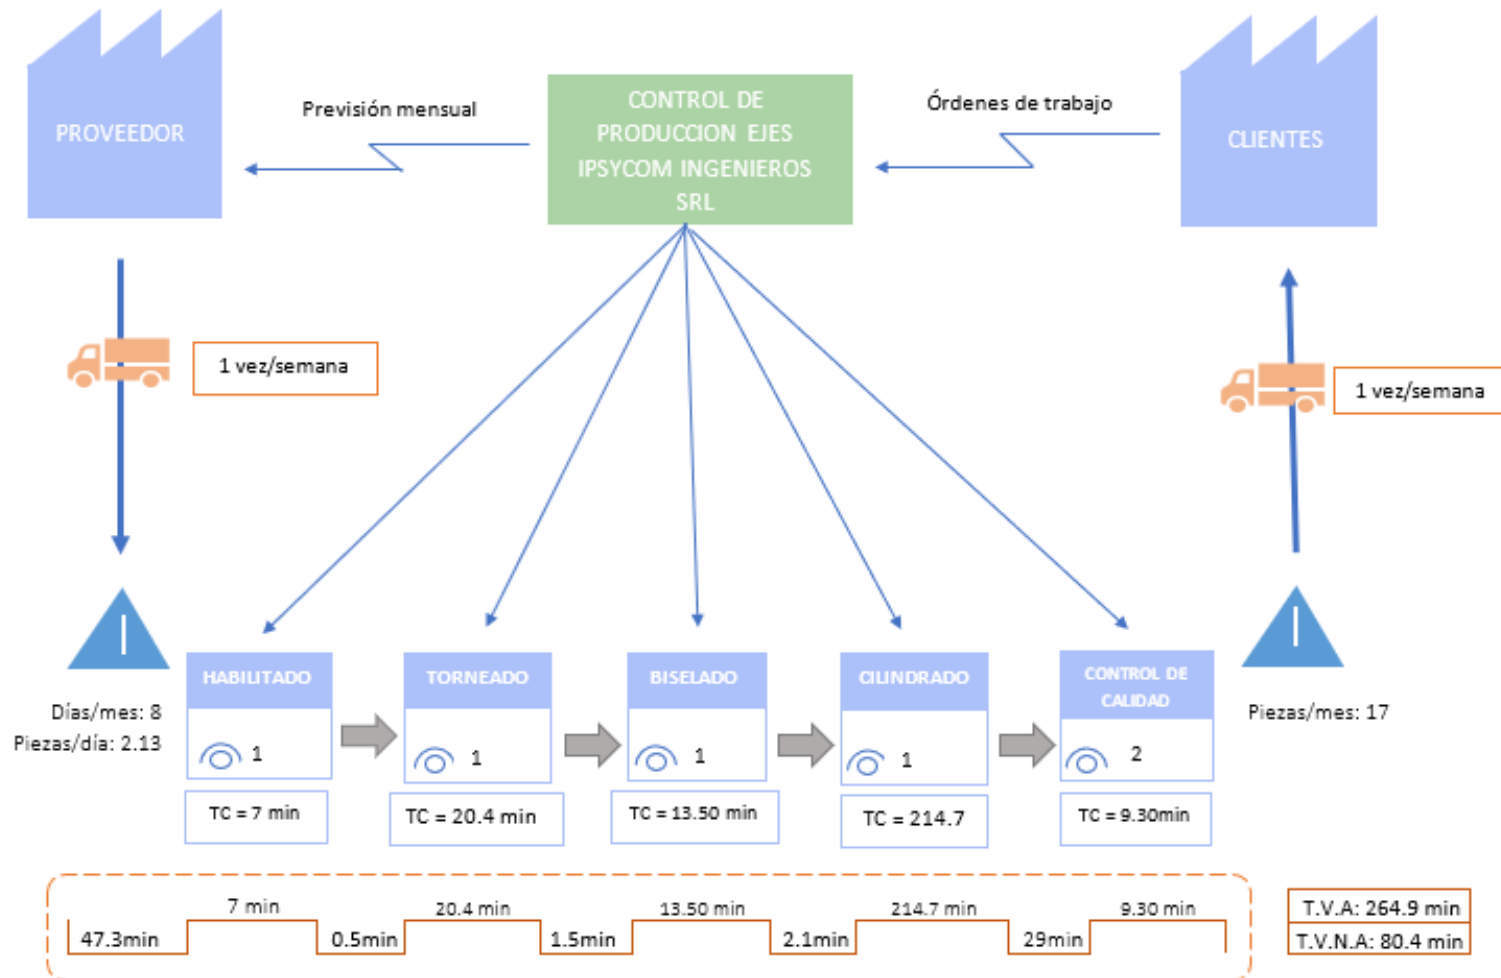 PROVEEDOR
Previsión mensual
CONTROL DE
PRODUCCION EJES
IPSYCOM INGENIEROS
SRL
Órdenes de trabajo
CLIENTES
1 vez/semana
1 vez/semana
I
Días/mes: 8
Piezas/día: 2.13
HABILITADO
1
TC = 7 min
TORNEADO
1
TC = 20.4 min
BISELADO
1
TC = 13.50 min
CILINDRADO
1
TC = 214.7
CONTROL DE
CALIDAD
2
TC = 9.30min
I
Piezas/mes: 17
47.3min
7 min
0.5min
20.4 min
1.5min
13.50 min
2.1min
214.7 min
29min
9.30 min
T.V.A: 264.9 min
T.V.N.A: 80.4 min